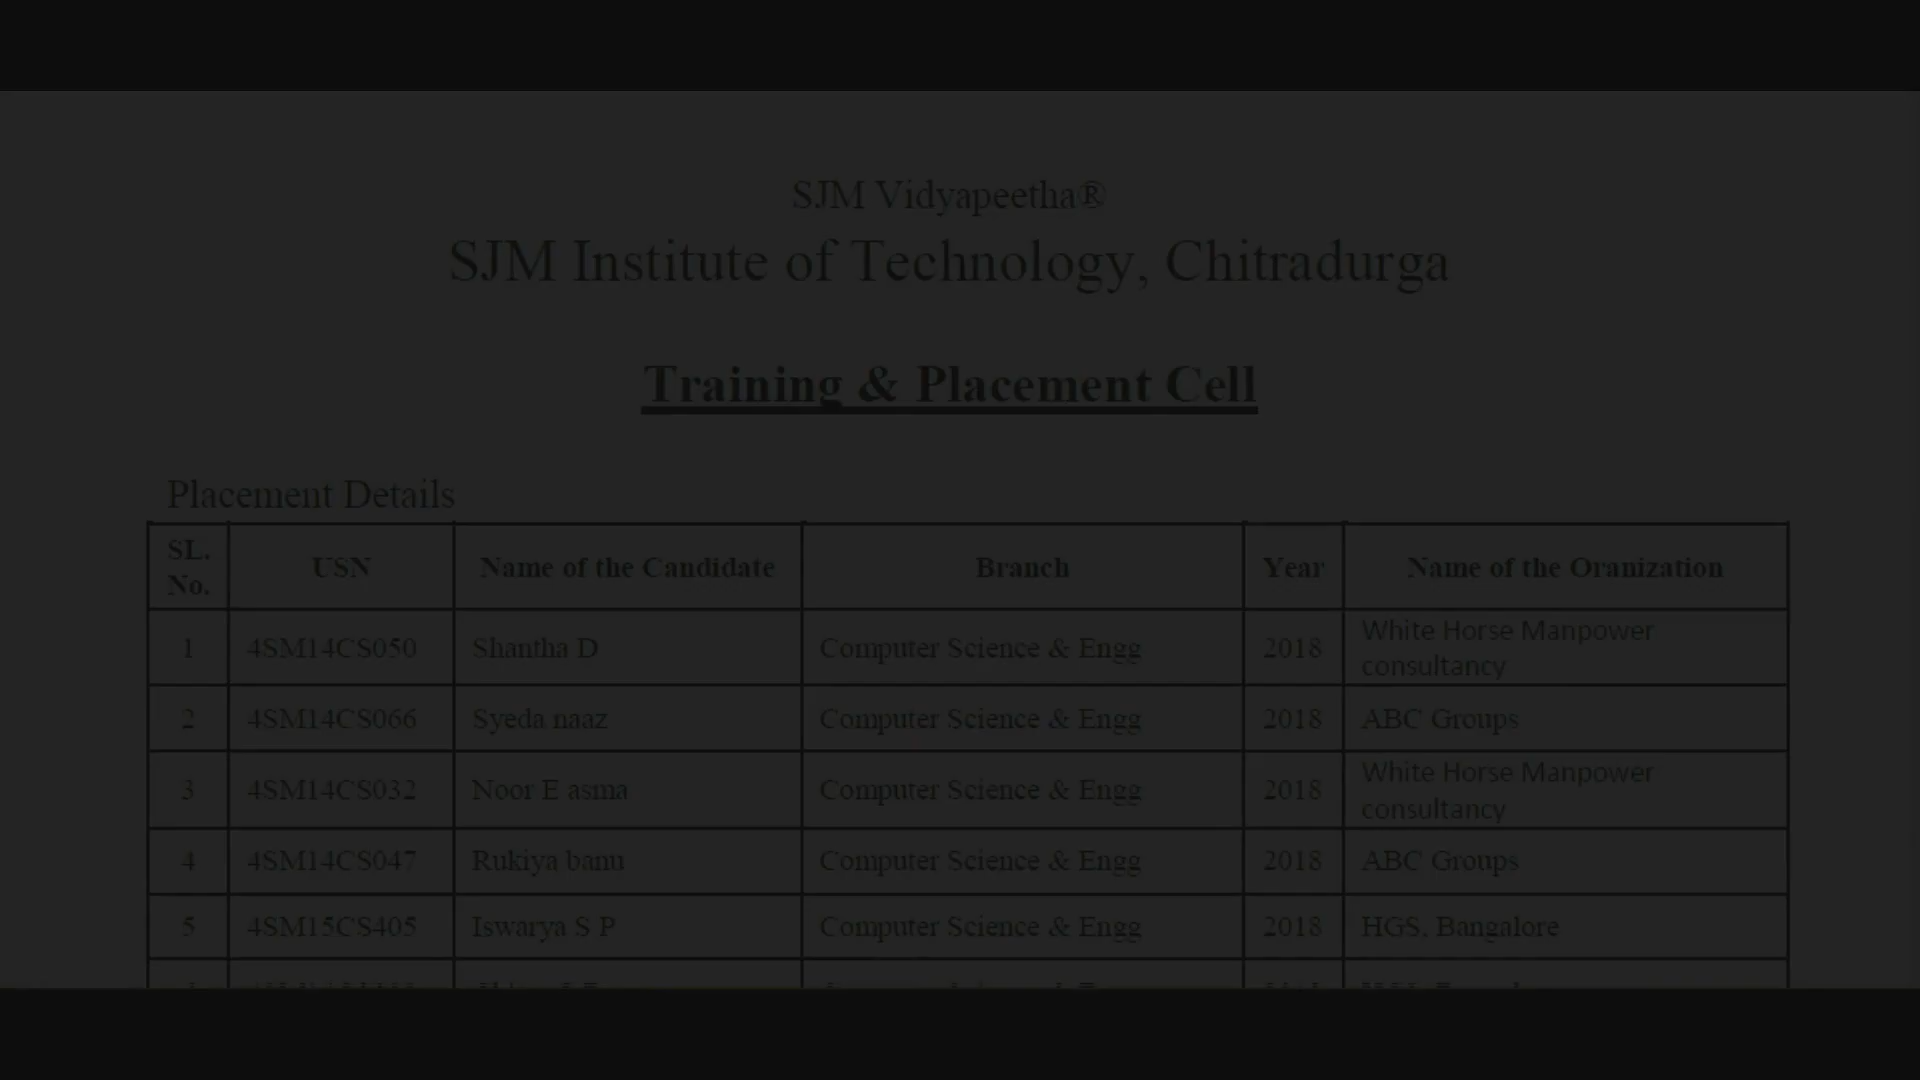 SJM Vidyapeetha®
SJM Institute of Technology, Chitradurga
Training & Placement Cell
Placement Details
SL. No. USN Name of the Candidate Branch Year Name of the Oranization
1 4SM14CS050 Shantha D Computer Science & Engg 2018 White Horse Manpower consultancy
2 4SM14CS066 Syeda naaz Computer Science & Engg 2018 ABC Groups
3 4SM14CS032 Noor E asma Computer Science & Engg 2018 White Horse Manpower consultancy
4 4SM14CS047 Rukiya banu Computer Science & Engg 2018 ABC Groups
5 4SM15CS405 Iswarya S P Computer Science & Engg 2018 HGS, Bangalore